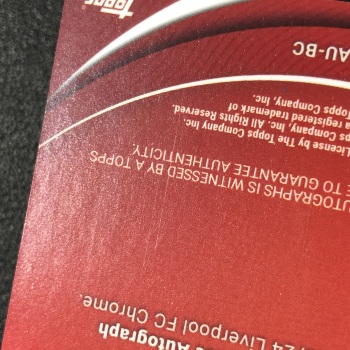 Autograph
24 Liverpool FC Chrome.
UTOGRAPHS IS WITNESSED BY A TOPPS
E TO GUARANTEE AUTHENTICITY.
License by The Topps Company Inc.
s Company, Inc. All Rights Reserved.
a registered trademark of
Topps Company, Inc.
AU-BC
topps